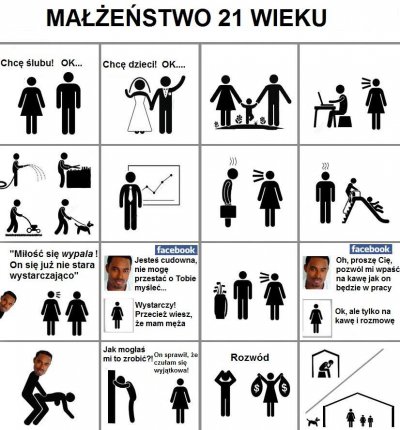 MAŁŻEŃSTWO 21 WIEKU
Chcę ślubu! OK...
Chcę dzieci! OK....
"Miłość się wypala !
On się już nie stara
wystarczająco"
facebook
Jesteś cudowna,
nie mogę
przestać o Tobie
myśleć...
Wystarczy!
Przecież wiesz,
że mam męża
facebook
Oh, proszę Cię,
pozwól mi wpaść
na kawę jak on
będzie w pracy
Ok, ale tylko na
kawę i rozmowę
Jak mogłaś
mi to zrobić?!
On sprawił, że
czułam się
wyjątkowa!
Rozwód
$ $